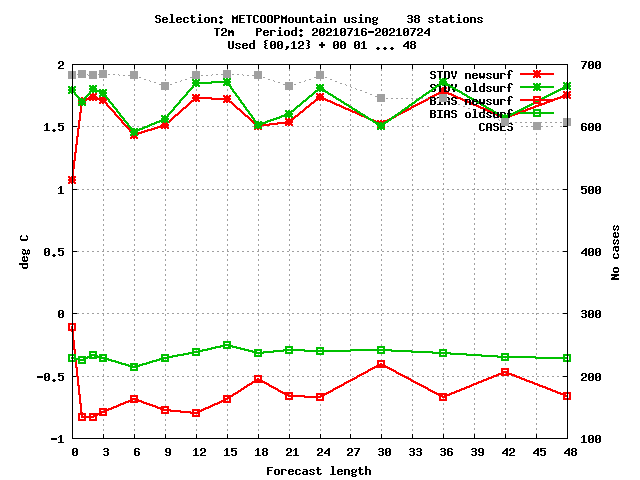 Selection: METCOOPMountain using    38 stations
T2m   Period: 20210716-20210724
Used {00,12} + 00 01 ... 48
2 700
STDV newsurf
STDV oldsurf
BIAS newsurf
BIAS oldsurf
CASES
1.5 600
1 500
0.5 400
0 300
-0.5 200
-1 100
deg C
No cases
0 3 6 9 12 15 18 21 24 27 30 33 36 39 42 45 48
Forecast length